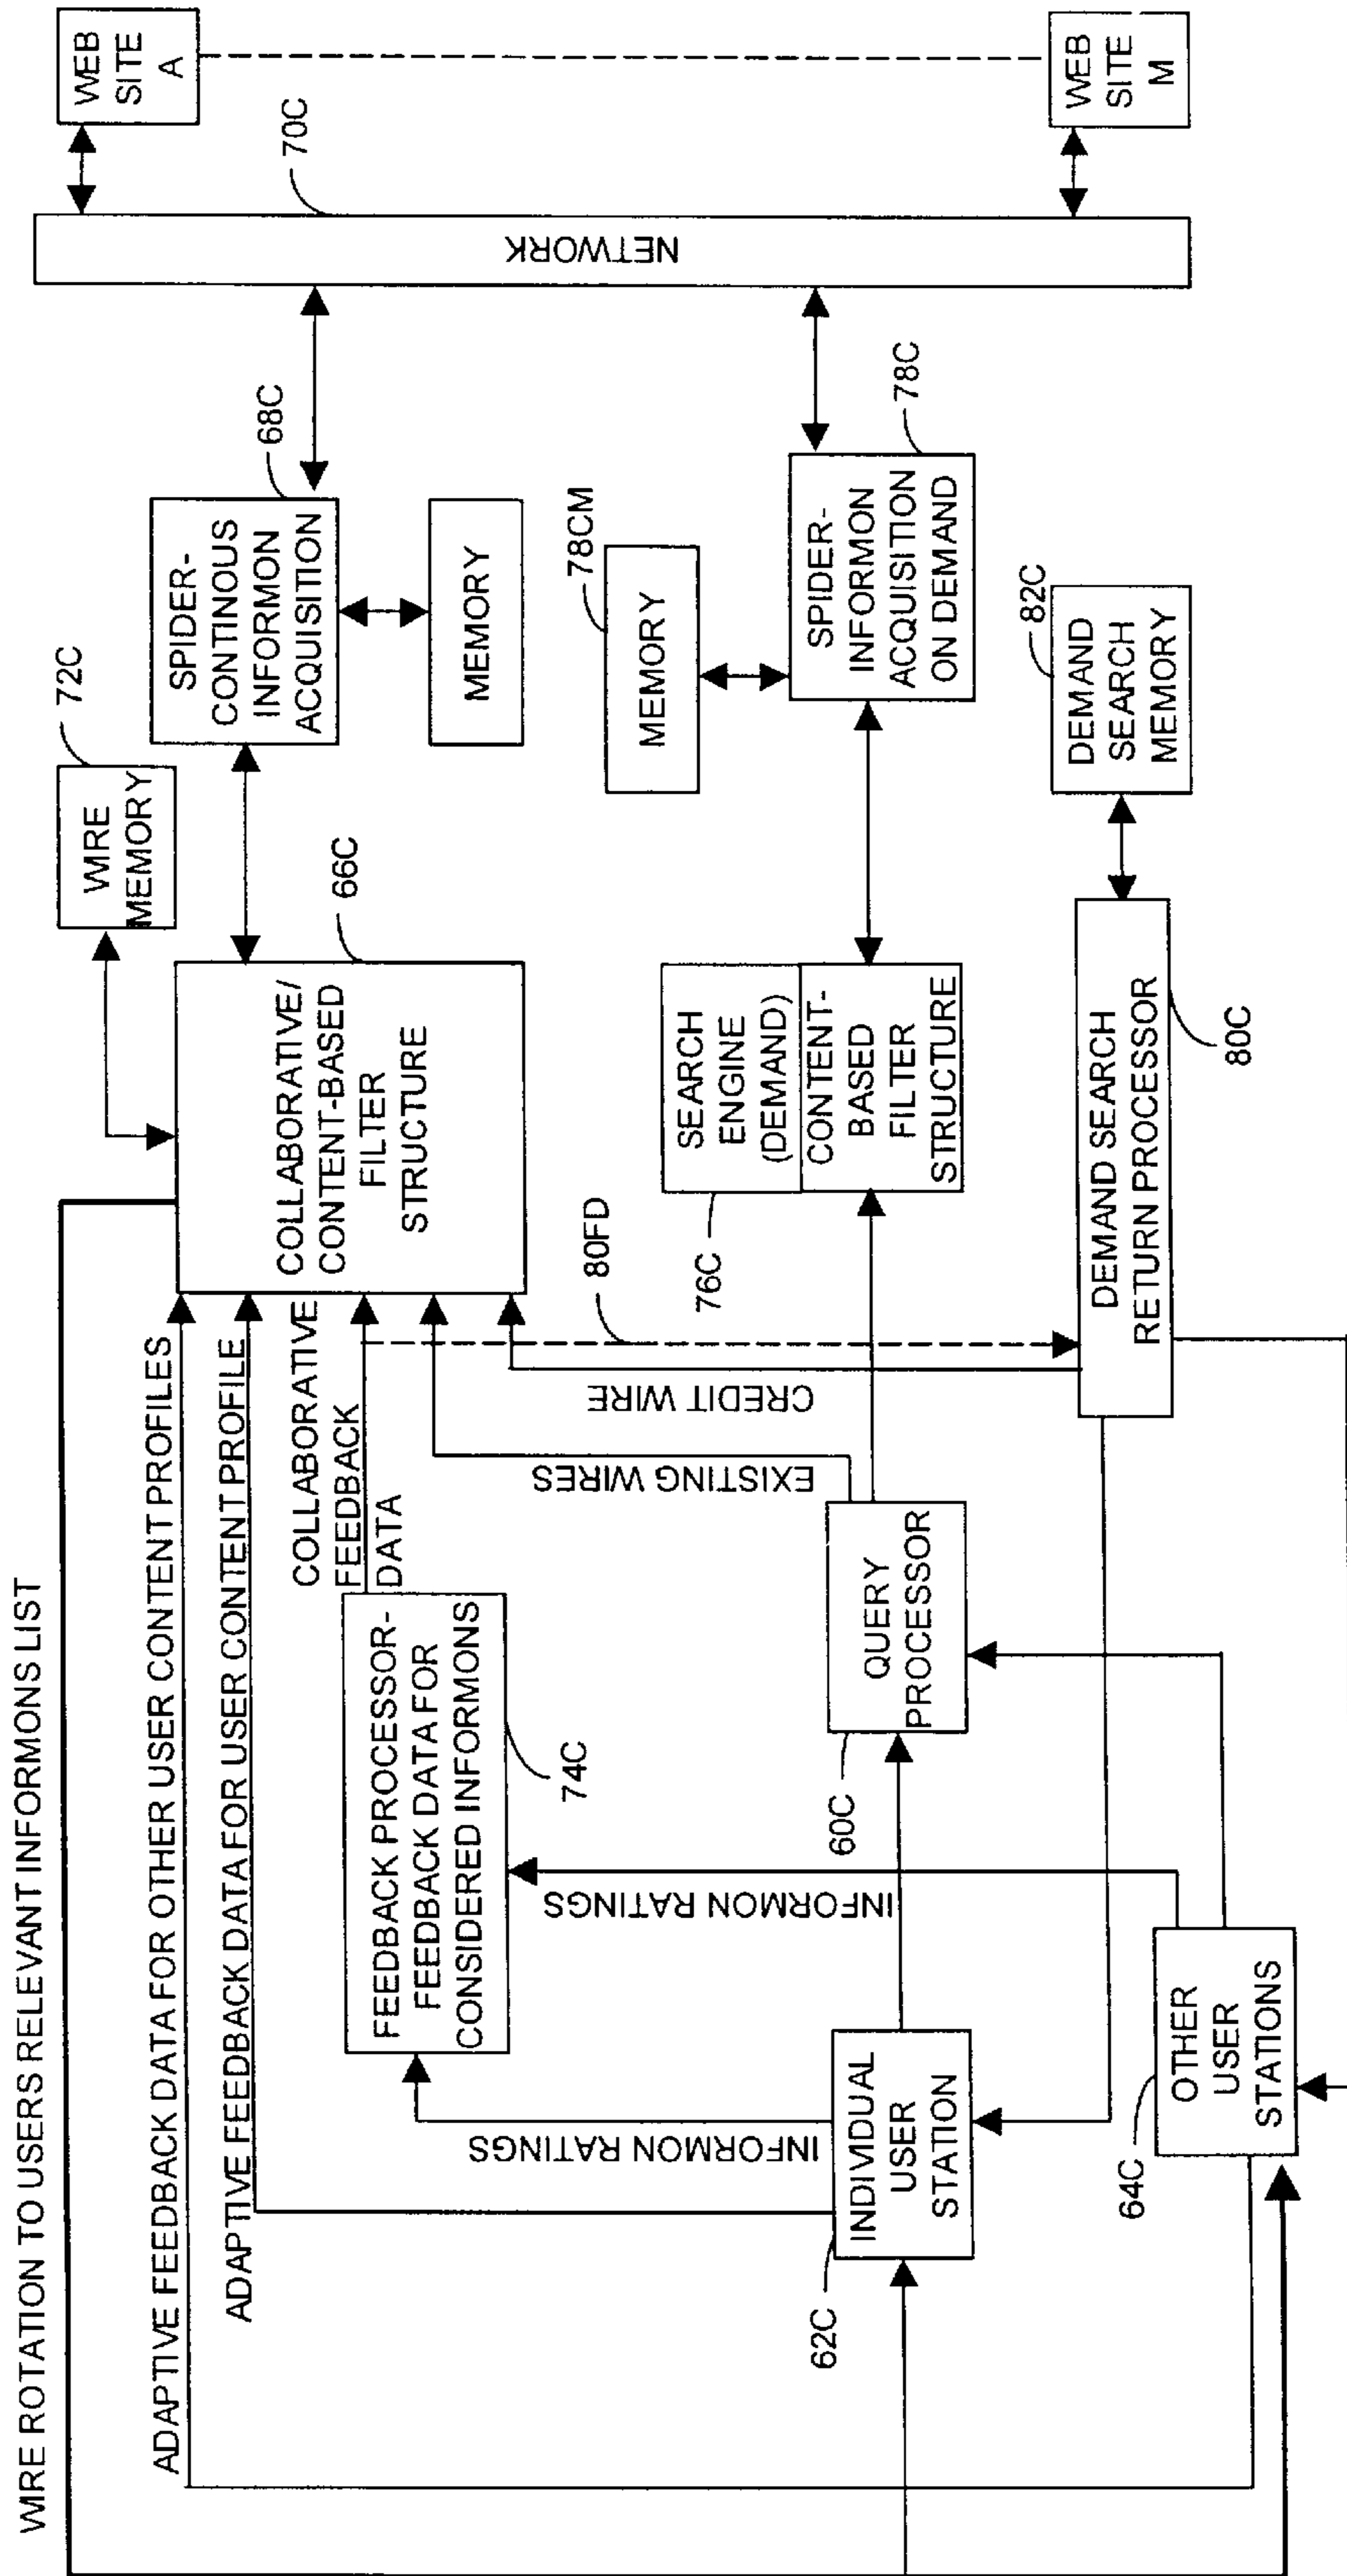 WIRE ROTATION TO USERS RELEVANT INFORMONS LIST
ADAPTIVE FEEDBACK DATA FOR OTHER USER CONTENT PROFILES
ADAPTIVE FEEDBACK DATA FOR USER CONTENT PROFILE
COLLABORATIVE
FEEDBACK
DATA
FEEDBACK PROCESSOR-
FEEDBACK DATA FOR
CONSIDERED INFORMONS
74C
INFORMON RATINGS
INFORMON RATINGS
INDIVIDUAL
USER
STATION
62C
OTHER
USER
STATIONS
64C
QUERY
PROCESSOR
60C
EXISTING WIRES
CREDIT WIRE
80FD
COLLABORATIVE/
CONTENT-BASED
FILTER
STRUCTURE
66C
WIRE
MEMORY
72C
SPIDER-
CONTINOUS
INFORMON
ACQUISITION
68C
MEMORY
SEARCH
ENGINE
(DEMAND)
CONTENT-
BASED
FILTER
STRUCTURE
76C
MEMORY
78CM
SPIDER-
INFORMON
ACQUISITION
ON DEMAND
78C
DEMAND SEARCH
RETURN PROCESSOR
80C
DEMAND
SEARCH
MEMORY
82C
NETWORK
70C
WEB
SITE
A
WEB
SITE
M